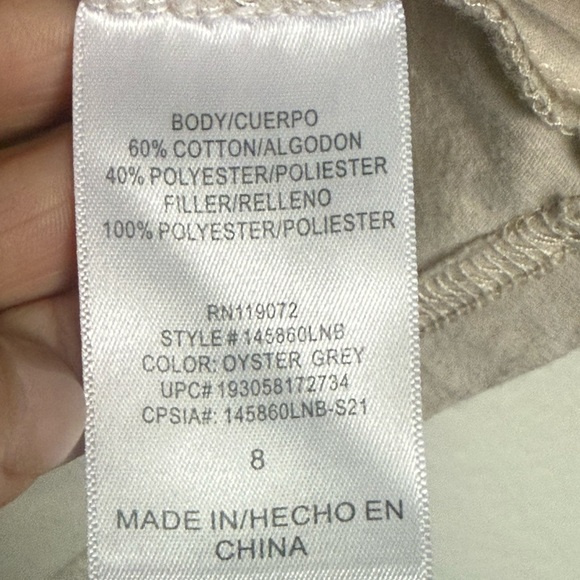 BODY/CUERPO
60% COTTON/ALGODON
40% POLYESTER/POLIESTER
FILLER/RELLENO
100% POLYESTER/POLIESTER
RN119072
STYLE # 145860LNB
COLOR: OYSTER GREY
UPC# 193058172734
CPSIA#: 145860LNB-S21
8
MADE IN/HECHO EN
CHINA